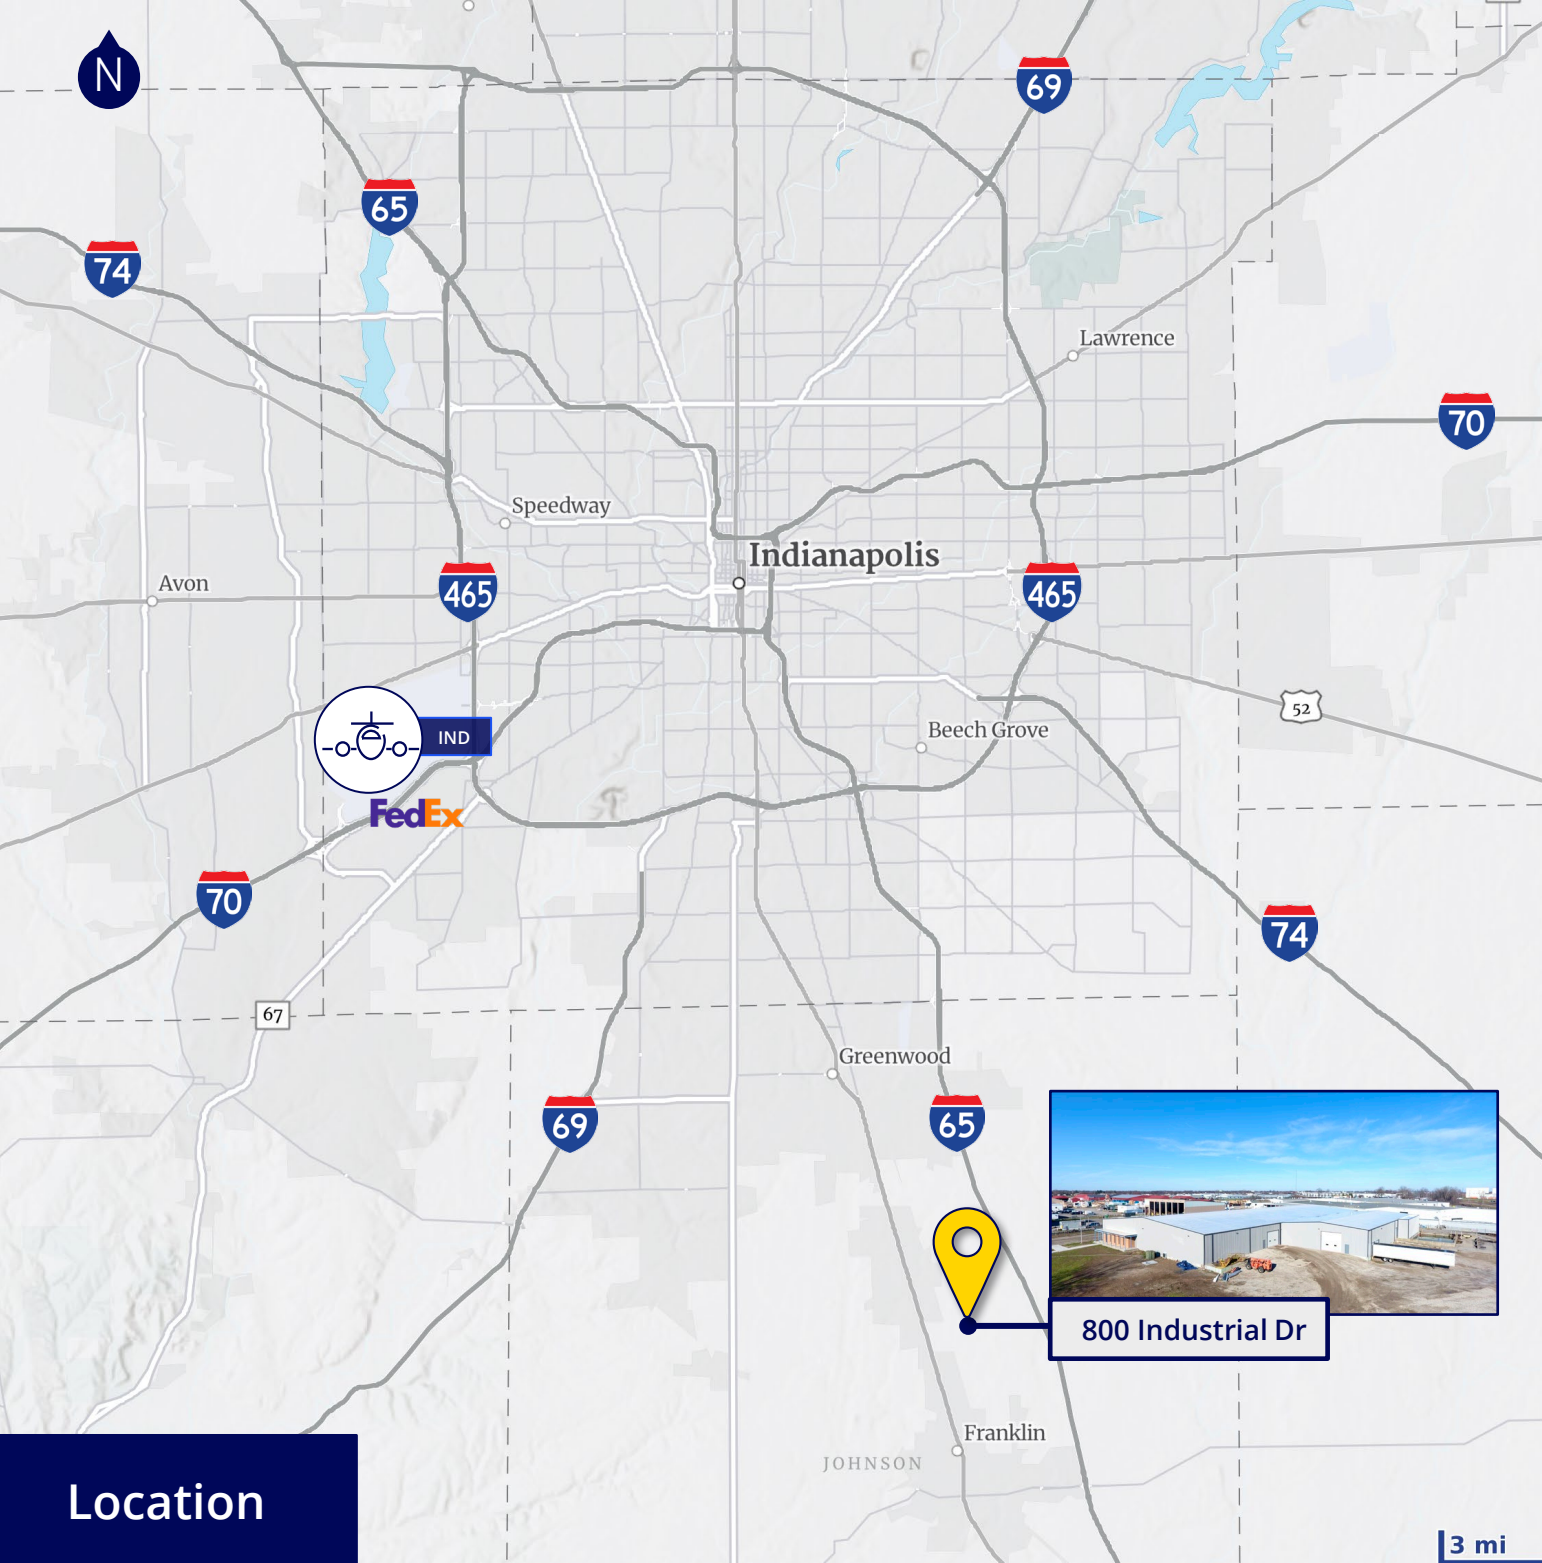 N
69
65
74
Lawrence
70
Speedway
Indianapolis
Avon
465
465
52
IND
Beech Grove
FedEx
70
74
67
Greenwood
69
65
800 Industrial Dr
Franklin
JOHNSON
Location
3 mi